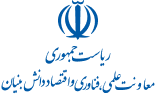 ریاست جمهوری
معاونت علمی، فناوری و اقتصاد دانش بنیان